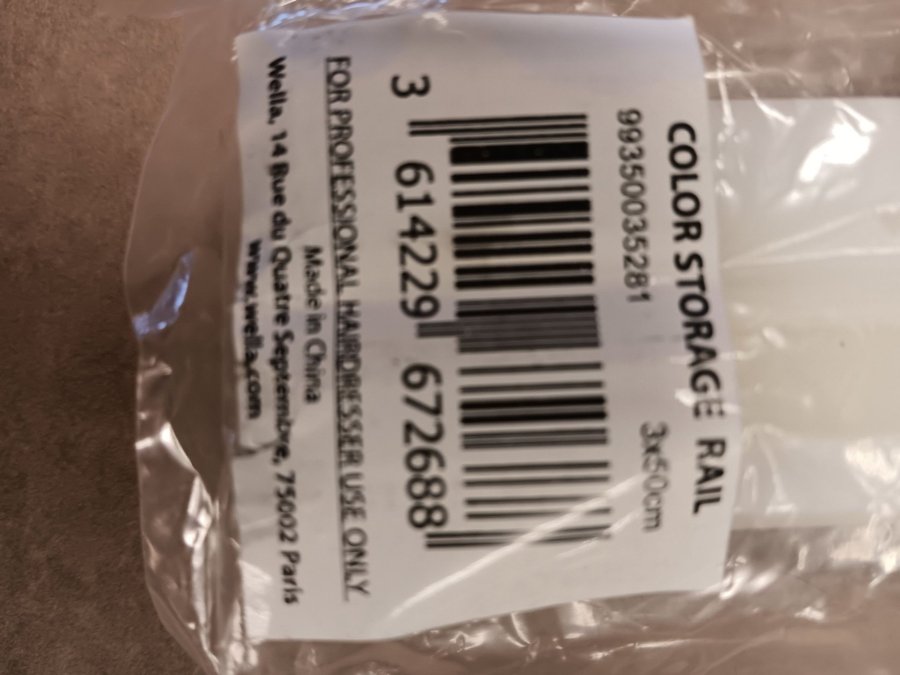 COLOR STORAGE RAIL
99350035281 3x50cm
3 614229 672688
FOR PROFESSIONAL HAIRDRESSER USE ONLY
Made in China
Wella, 14 Rue du Quatre Septembre, 75002 Paris
www.wella.com